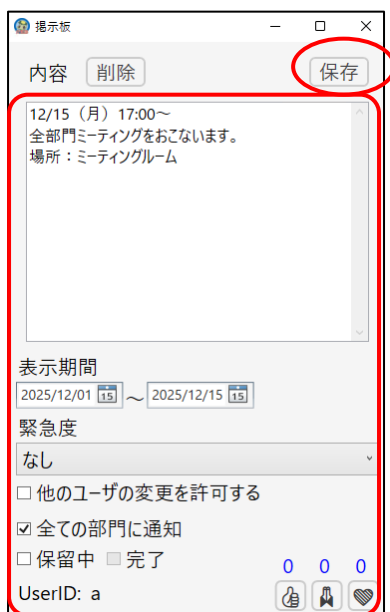 掲示板
内容 削除 保存
12/15（月）17:00～
全部門ミーティングをおこないます。
場所：ミーティングルーム
表示期間
2025/12/01 15 ～ 2025/12/15 15
緊急度
なし
他のユーザの変更を許可する
全ての部門に通知
保留中 完了
0 0 0
UserID: a